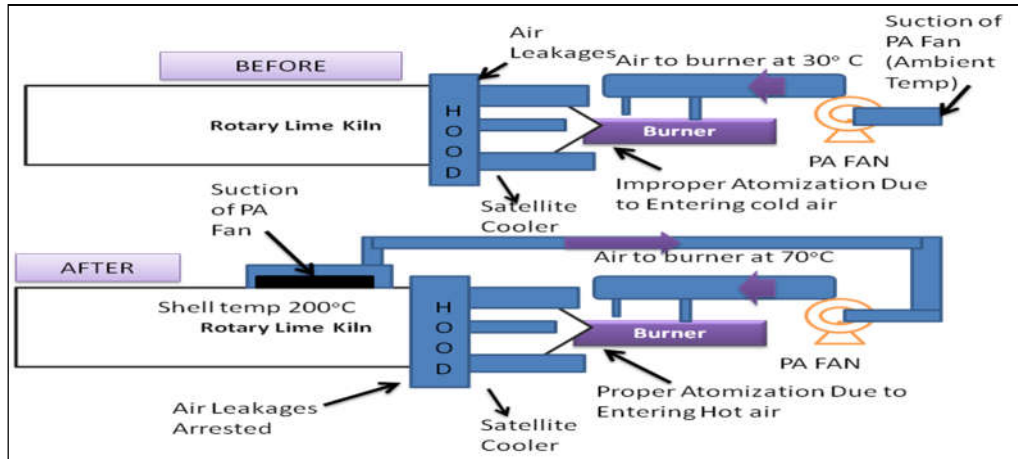 BEFORE
Air
Leakages
Air to burner at 30° C
Suction of
PA Fan
(Ambient
Temp)
Rotary Lime Kiln
H
O
O
D
Burner
PA FAN
Improper Atomization Due
to Entering cold air
Satellite
Cooler
Suction
of PA
Fan
AFTER
Shell temp 200°C
Rotary Lime Kiln
H
O
O
D
Air to burner at 70°C
Burner
PA FAN
Proper Atomization Due to
Entering Hot air
Air Leakages
Arrested
Satellite
Cooler